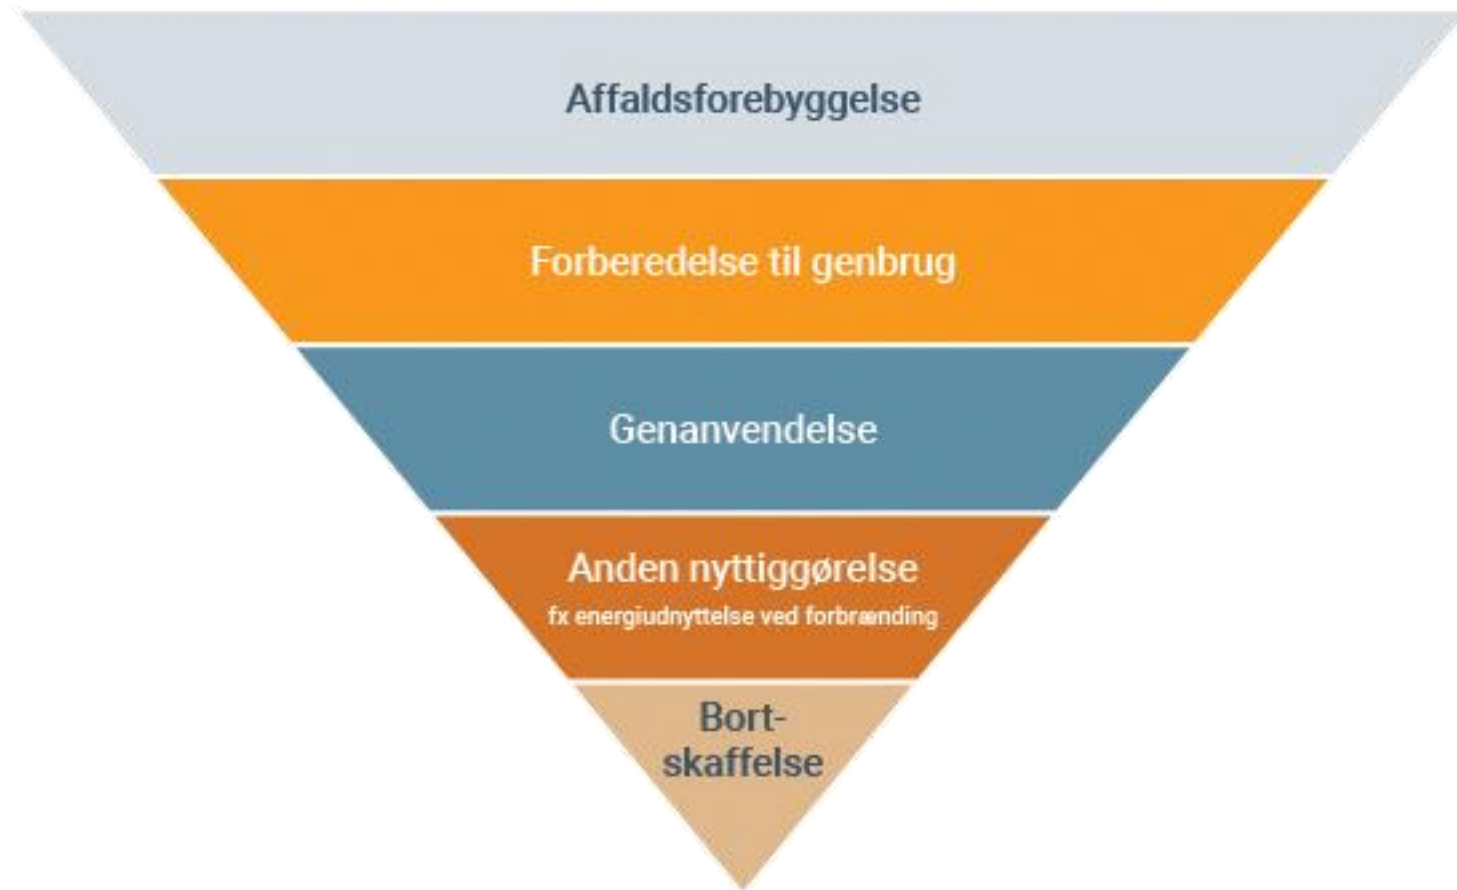 Affaldsforebyggelse
Forberedelse til genbrug
Genanvendelse
Anden nyttiggørelse
fx energiudnyttelse ved forbrænding
Bort-
skaffelse